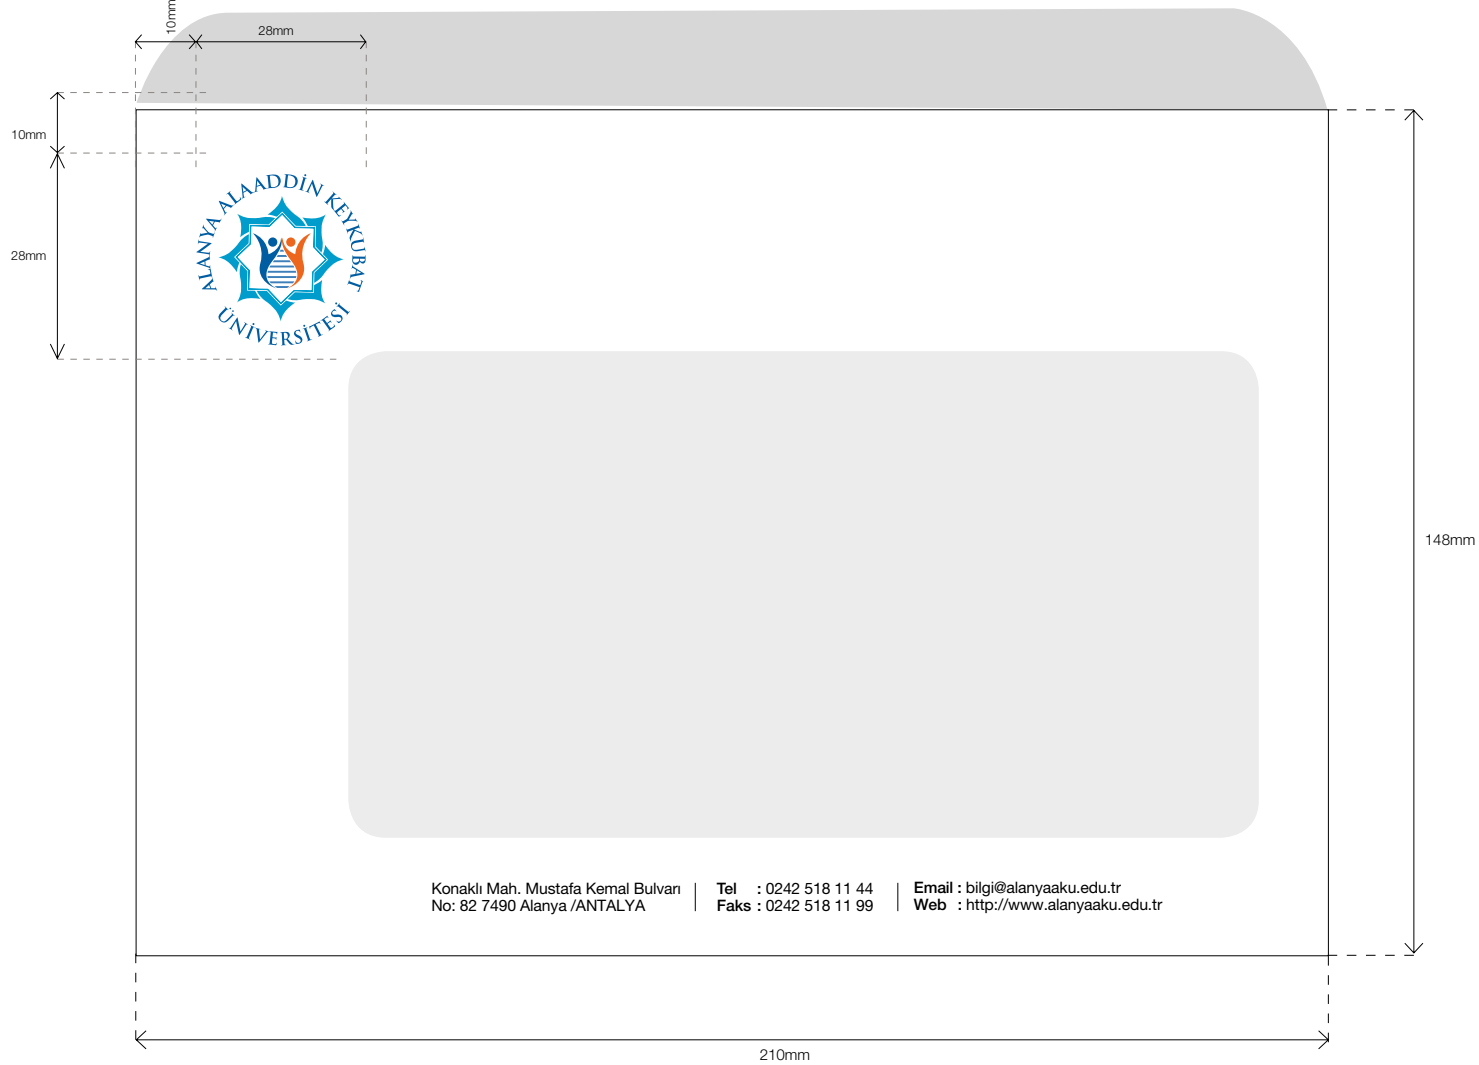 10mm
28mm
10mm
28mm
ALANYA ALAADDİN KEYKUBAT
ÜNİVERSİTESİ
148mm
Konaklı Mah. Mustafa Kemal Bulvarı
No: 82 7490 Alanya /ANTALYA
Tel : 0242 518 11 44
Faks : 0242 518 11 99
Email : bilgi@alanyaaku.edu.tr
Web : http://www.alanyaaku.edu.tr
210mm